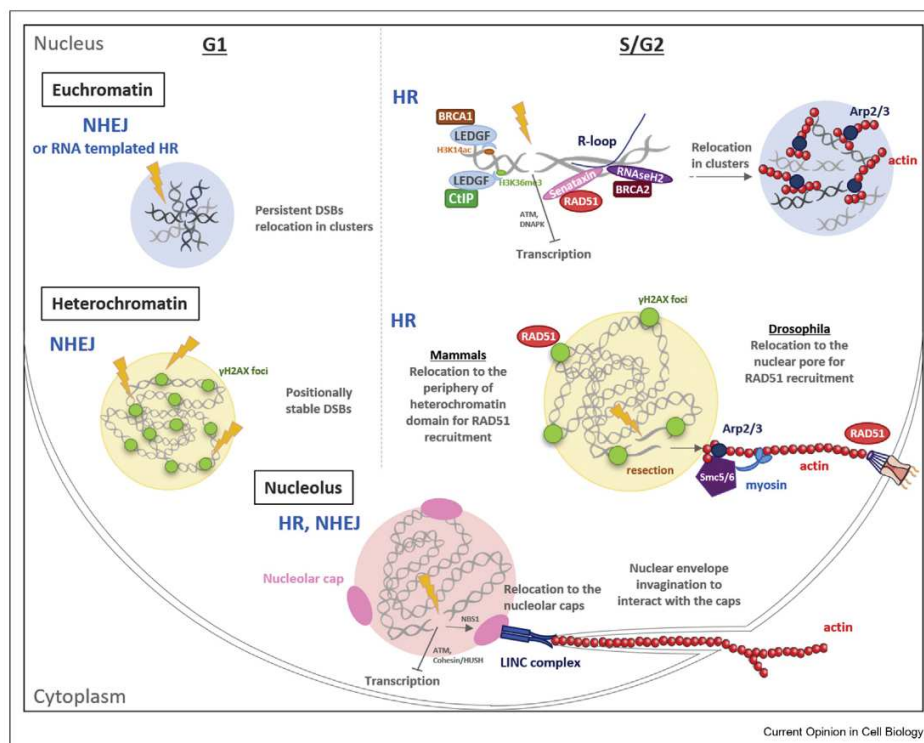 Nucleus
G1
S/G2
Euchromatin
NHEJ
or RNA templated HR
Persistent DSBs
relocation in clusters
HR
BRCA1
LEDGF
H3K14ac
LEDGF
H3K36me3
CtIP
R-loop
Senataxin
RNAseH2
RAD51
BRCA2
ATM,
DNAPK
Transcription
Relocation
in clusters
Arp2/3
actin
Heterochromatin
NHEJ
γH2AX foci
Positionally
stable DSBs
HR
Mammals
Relocation to the
periphery of
heterochromatin
domain for RAD51
recruitment
RAD51
γH2AX foci
resection
Drosophila
Relocation to the
nuclear pore for
RAD51 recruitment
Arp2/3
Smc5/6
myosin
actin
RAD51
Nucleolus
HR, NHEJ
Nucleolar cap
NBS1
ATM,
Cohesin/HUSH
Transcription
Relocation to the
nucleolar caps
Nuclear envelope
invagination to
interact with the caps
LINC complex
actin
Cytoplasm
Current Opinion in Cell Biology